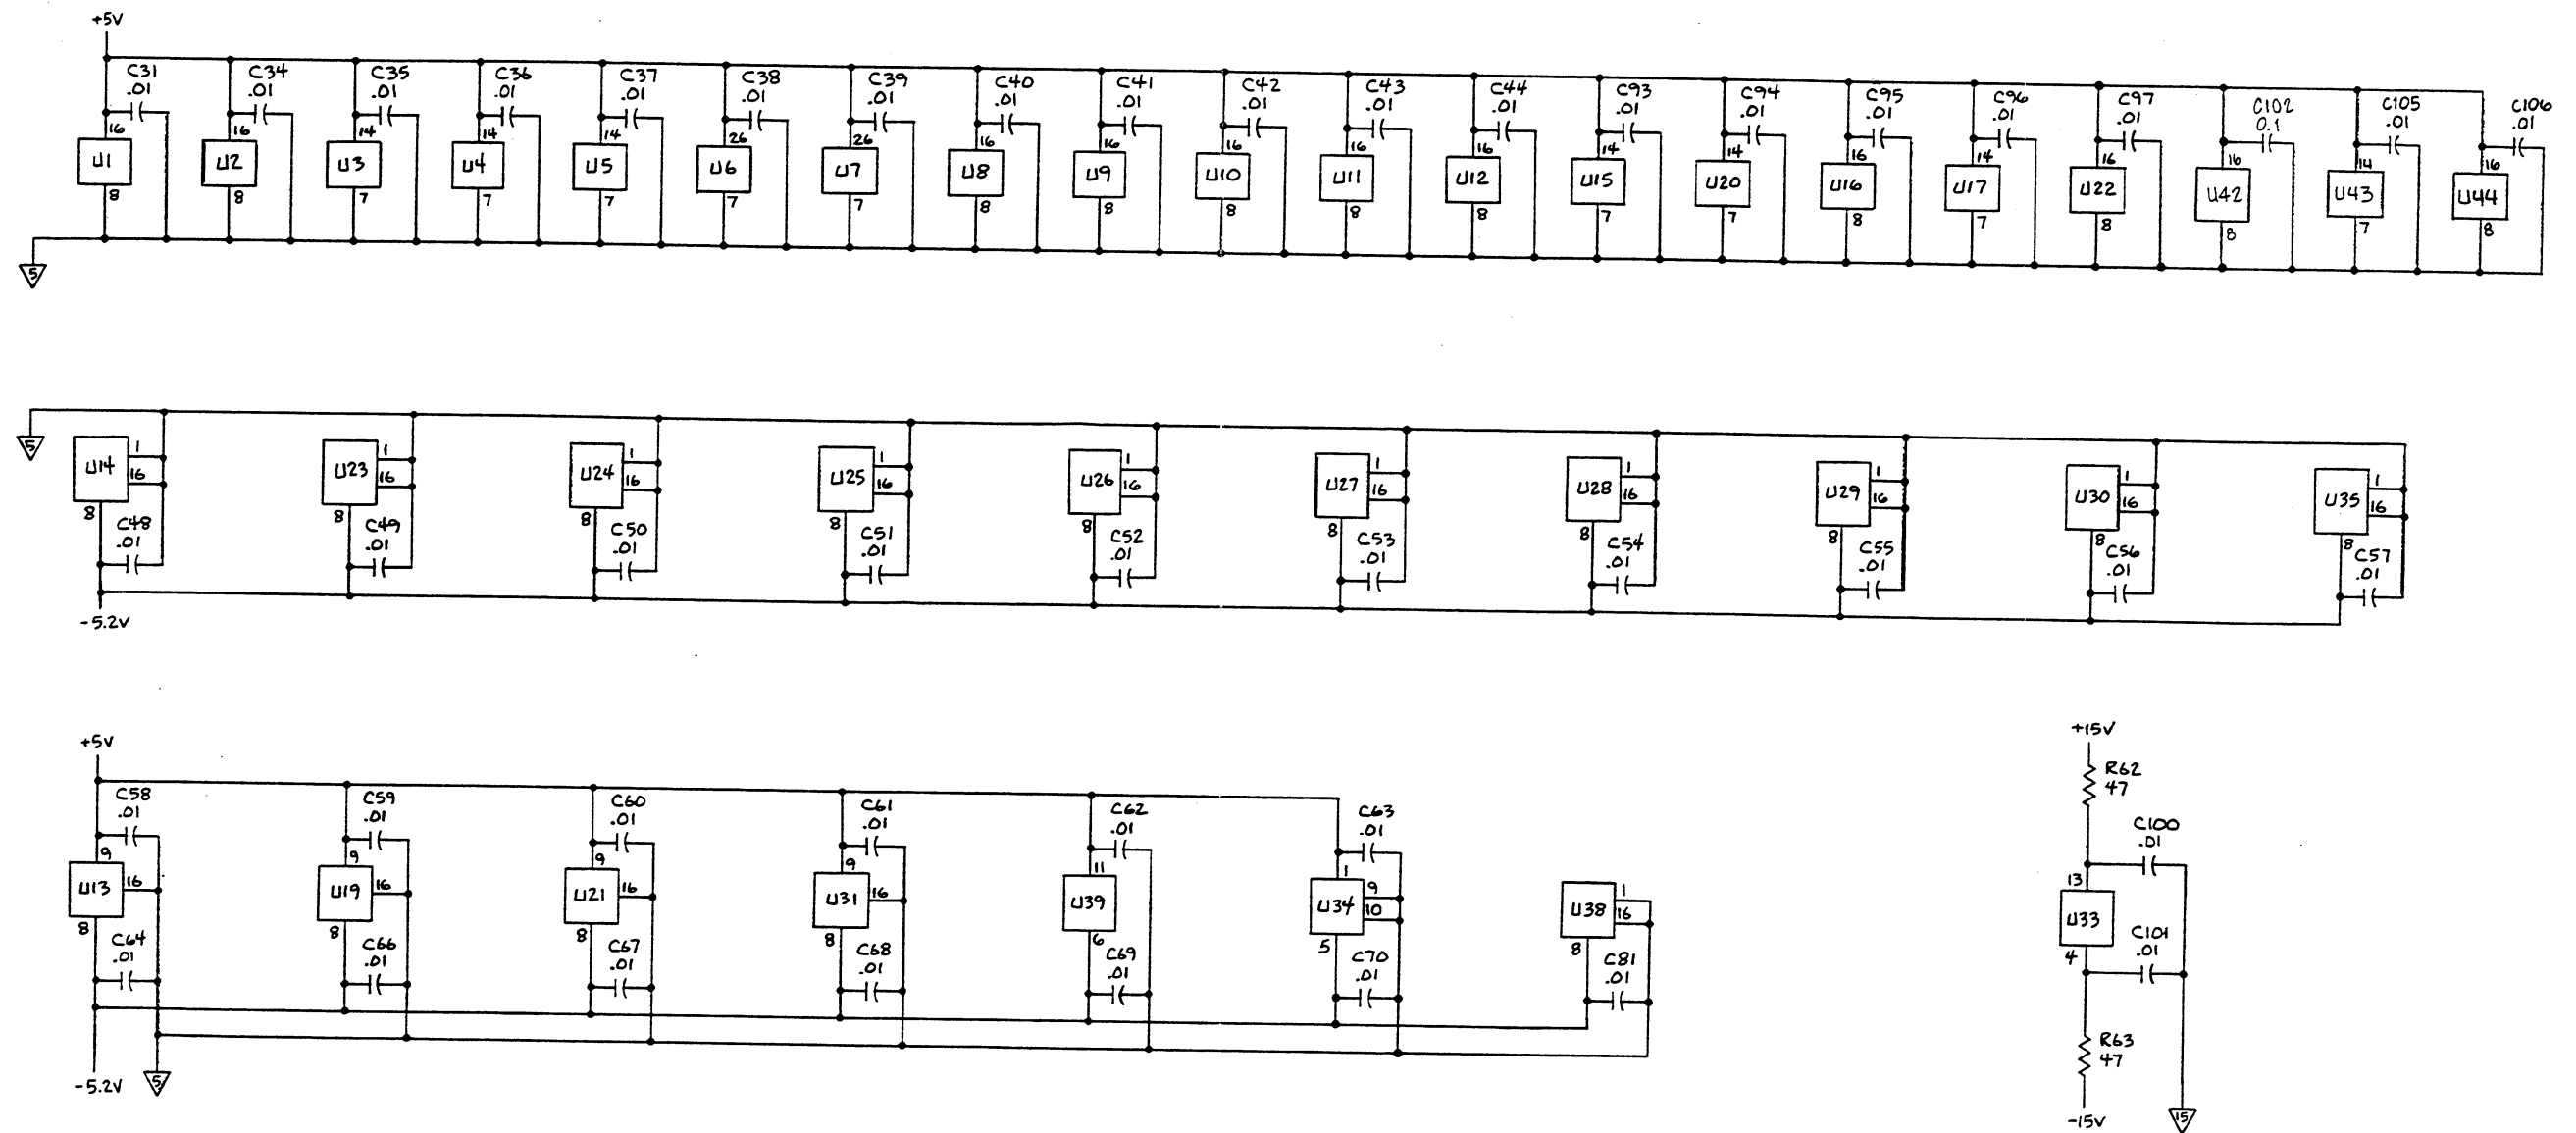 +5V
C31 C34 C35 C36 C37 C38 C39 C40 C41 C42 C43 C44 C93 C94 C95 C96 C97 C102 C105 C106
.01 .01 .01 .01 .01 .01 .01 .01 .01 .01 .01 .01 .01 .01 .01 .01 .01 0.1 .01 .01
16 16 14 14 14 26 26 16 16 16 16 16 14 14 16 14 16 16 14 16
U1 U2 U3 U4 U5 U6 U7 U8 U9 U10 U11 U12 U15 U20 U16 U17 U22 U42 U43 U44
8 8 7 7 7 7 7 8 8 8 8 8 7 7 8 7 8 8 7 8
5
5
1 1 1 1 1 1 1 1 1 1
U14 U23 U24 U25 U26 U27 U28 U29 U30 U35
16 16 16 16 16 16 16 16 16 16
8 8 8 8 8 8 8 8 8 8
C48 C49 C50 C51 C52 C53 C54 C55 C56 C57
.01 .01 .01 .01 .01 .01 .01 .01 .01 .01
-5.2V
+5V
C58 C59 C60 C61 C62 C63
.01 .01 .01 .01 .01 .01
9 9 9 9 11 1
U13 16 U19 16 U21 16 U31 16 U39 U34 9 10 U38 1 16
8 8 8 8 6 5 8
C64 C66 C67 C68 C69 C70 C81
.01 .01 .01 .01 .01 .01 .01
-5.2V 5
+15V
R62
47
C100
.01
13
U33
C101
.01
4
R63
47
-15V 15